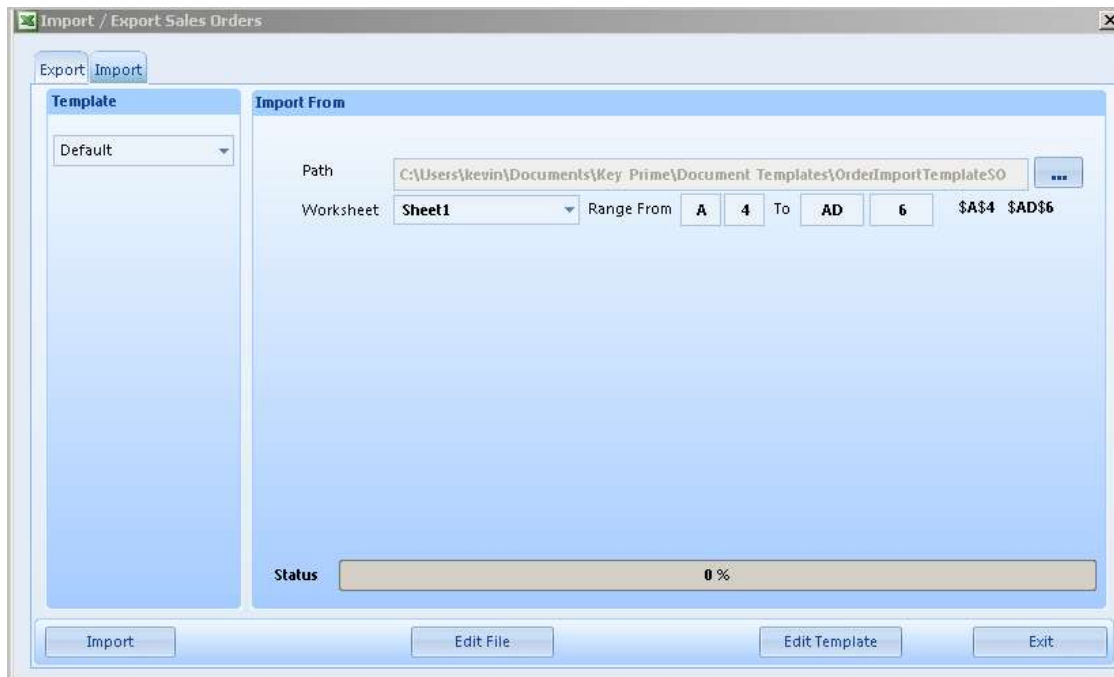 Import / Export Sales Orders
Export Import
Template
Import From
Default
Path C:\Users\kevin\Documents\Key Prime\Document Templates\OrderImportTemplateSO ...
Worksheet Sheet1 Range From A 4 To AD 6 $A$4 $AD$6
Status 0 %
Import Edit File Edit Template Exit